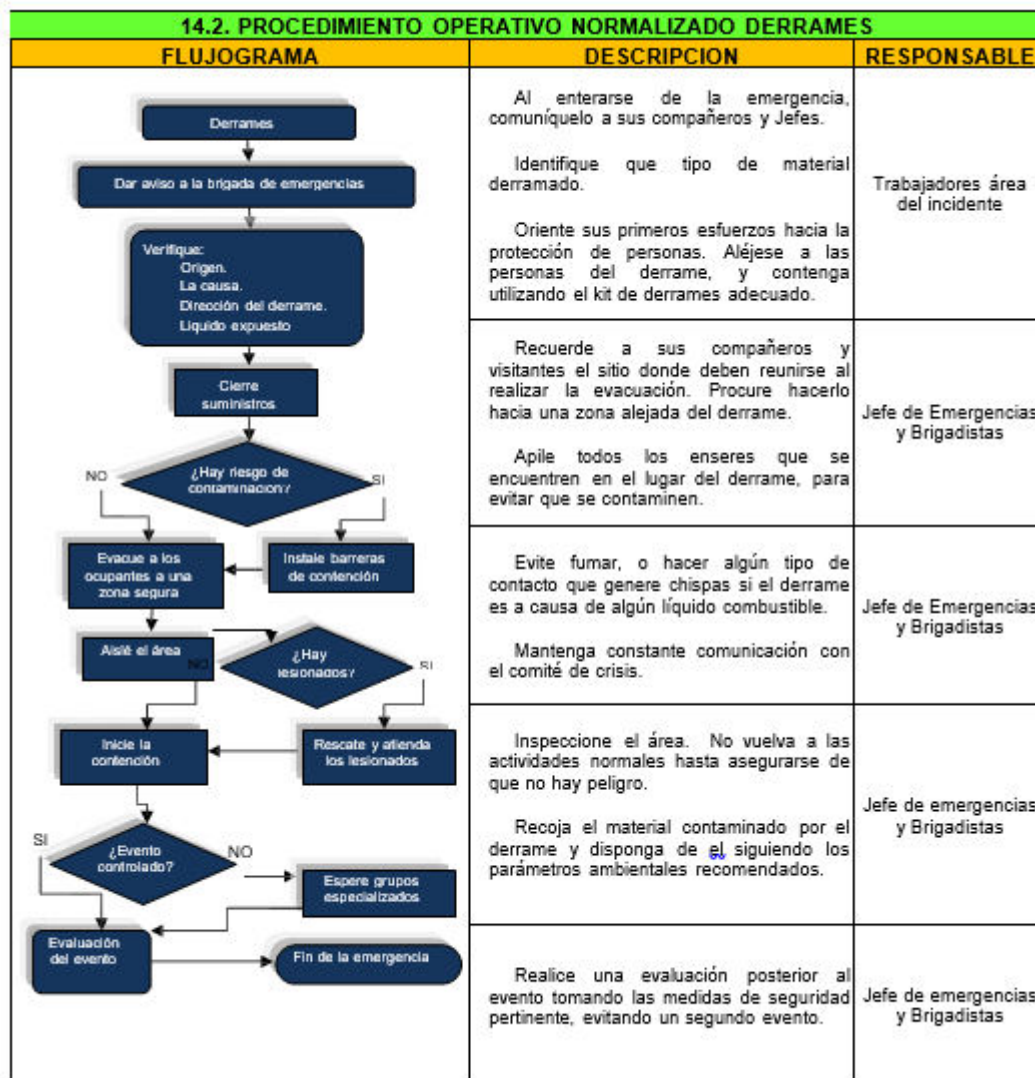 14.2. PROCEDIMIENTO OPERATIVO NORMALIZADO DERRAMES
FLUJOGRAMA
DESCRIPCION
RESPONSABLE
Derrames
Dar aviso a la brigada de emergencias
Verifique:
Origen.
La causa.
Dirección del derrame.
Liquido expuesto
Cierre
suministros
¿Hay riesgo de
contaminacion?
NO
SI
Evacue a los
ocupantes a una
zona segura
Instale barreras
de contención
Aislé el área
NO
¿Hay
lesionados?
SI
Inicie la
contención
Rescate y atienda
los lesionados
SI
¿Evento
controlado?
NO
Espere grupos
especializados
Evaluación
del evento
Fin de la emergencia
Al enterarse de la emergencia,
comuníquelo a sus compañeros y Jefes.
Identifique que tipo de material
derramado.
Oriente sus primeros esfuerzos hacia la
protección de personas. Aléjese a las
personas del derrame, y contenga
utilizando el kit de derrames adecuado.
Trabajadores área
del incidente
Recuerde a sus compañeros y
visitantes el sitio donde deben reunirse al
realizar la evacuación. Procure hacerlo
hacia una zona alejada del derrame.
Apile todos los enseres que se
encuentren en el lugar del derrame, para
evitar que se contaminen.
Jefe de Emergencias
y Brigadistas
Evite fumar, o hacer algún tipo de
contacto que genere chispas si el derrame
es a causa de algún líquido combustible.
Mantenga constante comunicación con
el comité de crisis.
Jefe de Emergencias
y Brigadistas
Inspeccione el área. No vuelva a las
actividades normales hasta asegurarse de
que no hay peligro.
Recoja el material contaminado por el
derrame y disponga de el siguiendo los
parámetros ambientales recomendados.
Jefe de emergencias
y Brigadistas
Realice una evaluación posterior al
evento tomando las medidas de seguridad
pertinente, evitando un segundo evento.
Jefe de emergencias
y Brigadistas